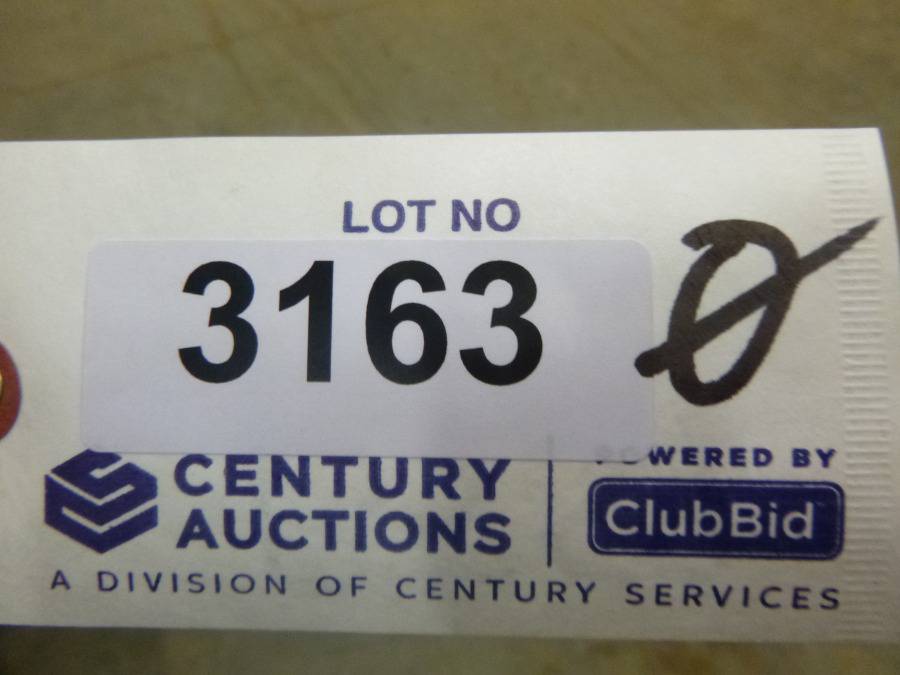 LOT NO
3163 Ø
CENTURY
AUCTIONS
POWERED BY
ClubBid
A DIVISION OF CENTURY SERVICES